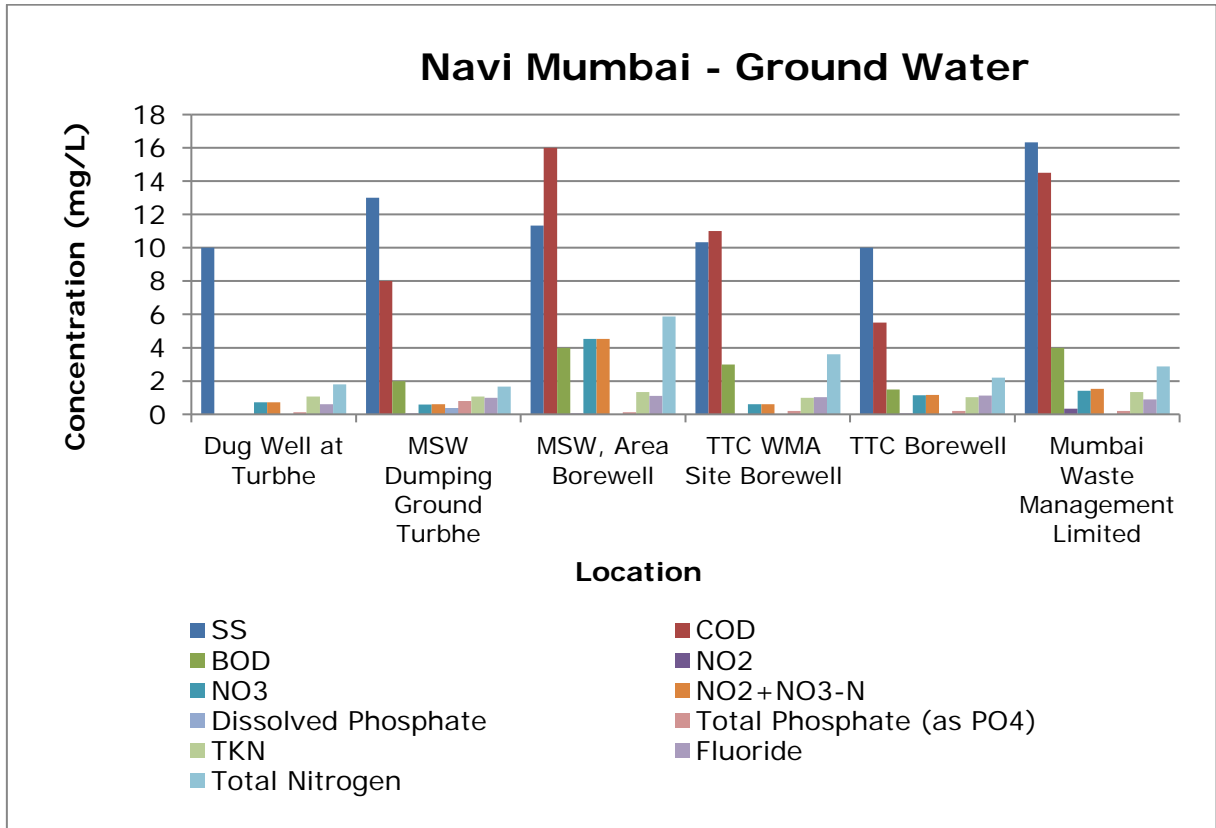 Navi Mumbai - Ground Water
Concentration (mg/L)
18
16
14
12
10
8
6
4
2
0
Dug Well at
Turbhe
MSW
Dumping
Ground
Turbhe
MSW, Area
Borewell
TTC WMA
Site Borewell
TTC Borewell
Mumbai
Waste
Management
Limited
Location
SS
COD
BOD
NO2
NO3
NO2+NO3-N
Dissolved Phosphate
Total Phosphate (as PO4)
TKN
Fluoride
Total Nitrogen